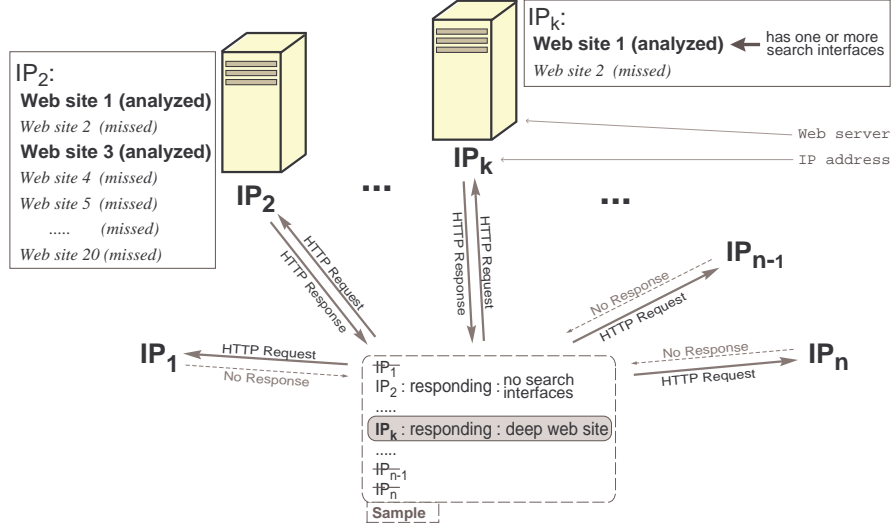 IPk:
Web site 1 (analyzed)
has one or more
search interfaces
Web site 2 (missed)
IP2:
Web site 1 (analyzed)
Web site 2 (missed)
Web site 3 (analyzed)
Web site 4 (missed)
Web site 5 (missed)
..... (missed)
Web site 20 (missed)
Web server
IP address
IPk
IP2
...
...
HTTP Request
HTTP Response
HTTP Response
HTTP Request
IPn-1
No Response
HTTP Request
IP1
HTTP Request
No Response
No Response
HTTP Request
IPn
IP1
IP2 : responding : no search
interfaces
.....
IPk : responding : deep web site
.....
IPn-1
IPn
Sample